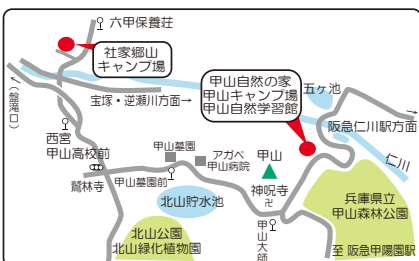 六甲保養荘
社家郷山
キャンプ場
甲山自然の家
甲山キャンプ場
甲山自然学習館
五ヶ池
宝塚・逆瀬川方面→
阪急仁川駅方面
仁川
西宮
甲山高校前
鷲林寺
甲山墓園
甲山墓園前
アガペ
甲山病院
甲山
神呪寺
卍
北山貯水池
甲山大師
兵庫県立
甲山森林公園
北山公園
北山緑化植物園
至 阪急甲陽園駅